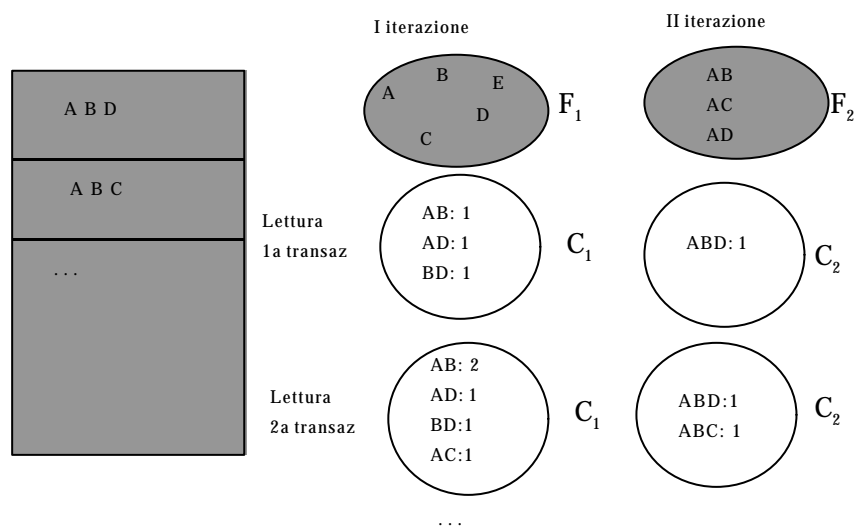 I iterazione
II iterazione
A B D
A B C
. . .
A
B
E
D
C
F1
AB
AC
AD
F2
Lettura
1a transaz
AB: 1
AD: 1
BD: 1
C1
ABD: 1
C2
Lettura
2a transaz
AB: 2
AD: 1
BD:1
AC:1
C1
ABD:1
ABC: 1
C2
. . .